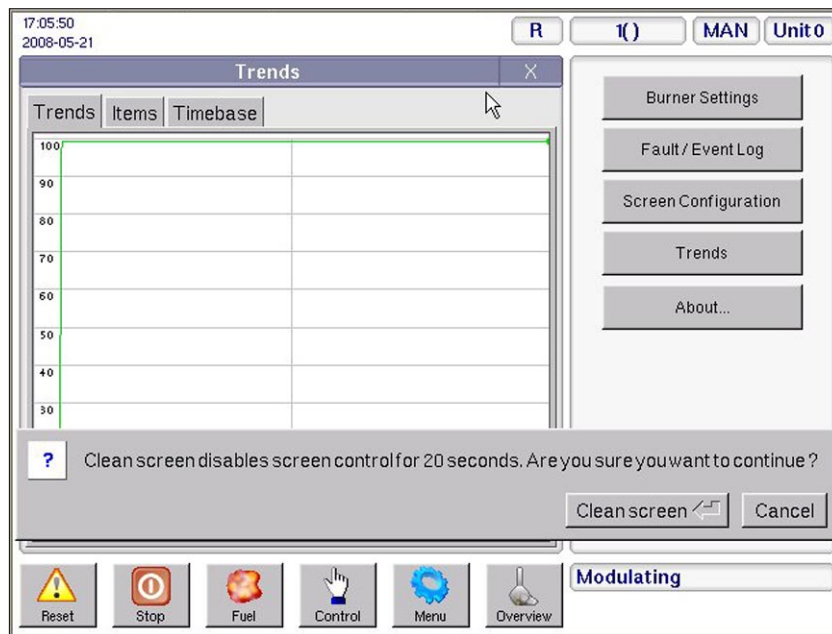 17:05:50
2008-05-21
R
1( )
MAN
Unit 0
Trends
X
Trends
Items
Timebase
100
90
80
70
60
50
40
30
Burner Settings
Fault / Event Log
Screen Configuration
Trends
About...
?
Clean screen disables screen control for 20 seconds. Are you sure you want to continue ?
Clean screen
Cancel
Reset
Stop
Fuel
Control
Menu
Overview
Modulating